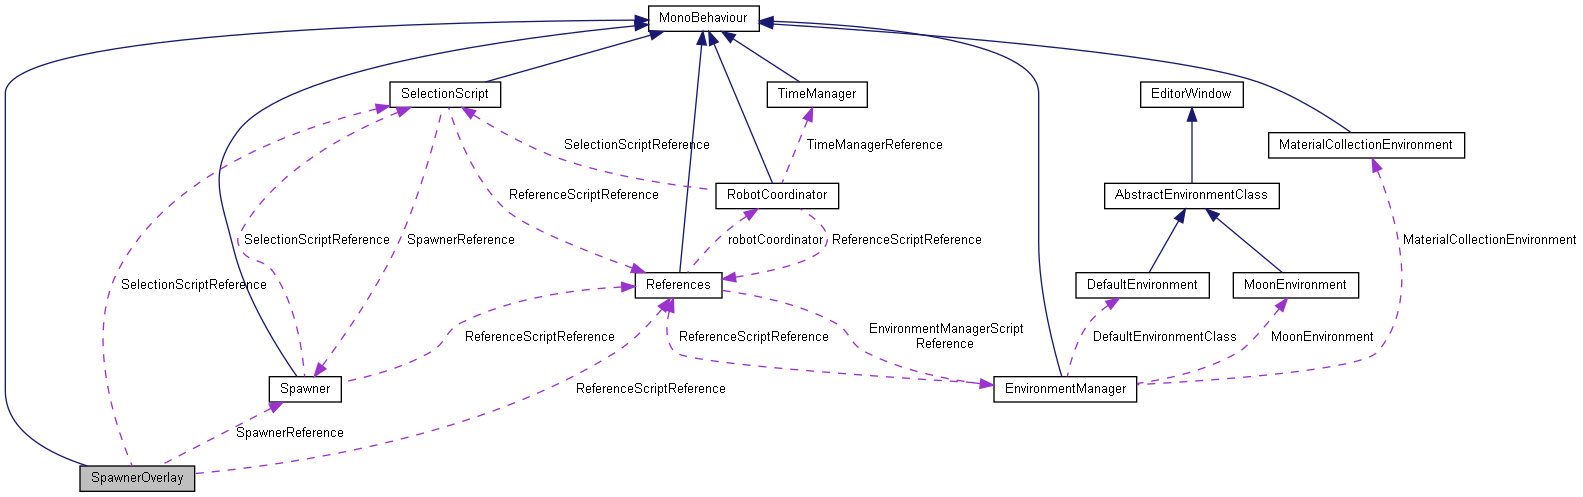 MonoBehaviour
SelectionScript
TimeManager
EditorWindow
MaterialCollectionEnvironment
SelectionScriptReference
TimeManagerReference
ReferenceScriptReference
RobotCoordinator
AbstractEnvironmentClass
SelectionScriptReference
SpawnerReference
robotCoordinator
ReferenceScriptReference
MaterialCollectionEnvironment
SelectionScriptReference
References
DefaultEnvironment
MoonEnvironment
ReferenceScriptReference
ReferenceScriptReference
EnvironmentManagerScript
Reference
DefaultEnvironmentClass
MoonEnvironment
Spawner
ReferenceScriptReference
EnvironmentManager
SpawnerReference
SpawnerOverlay